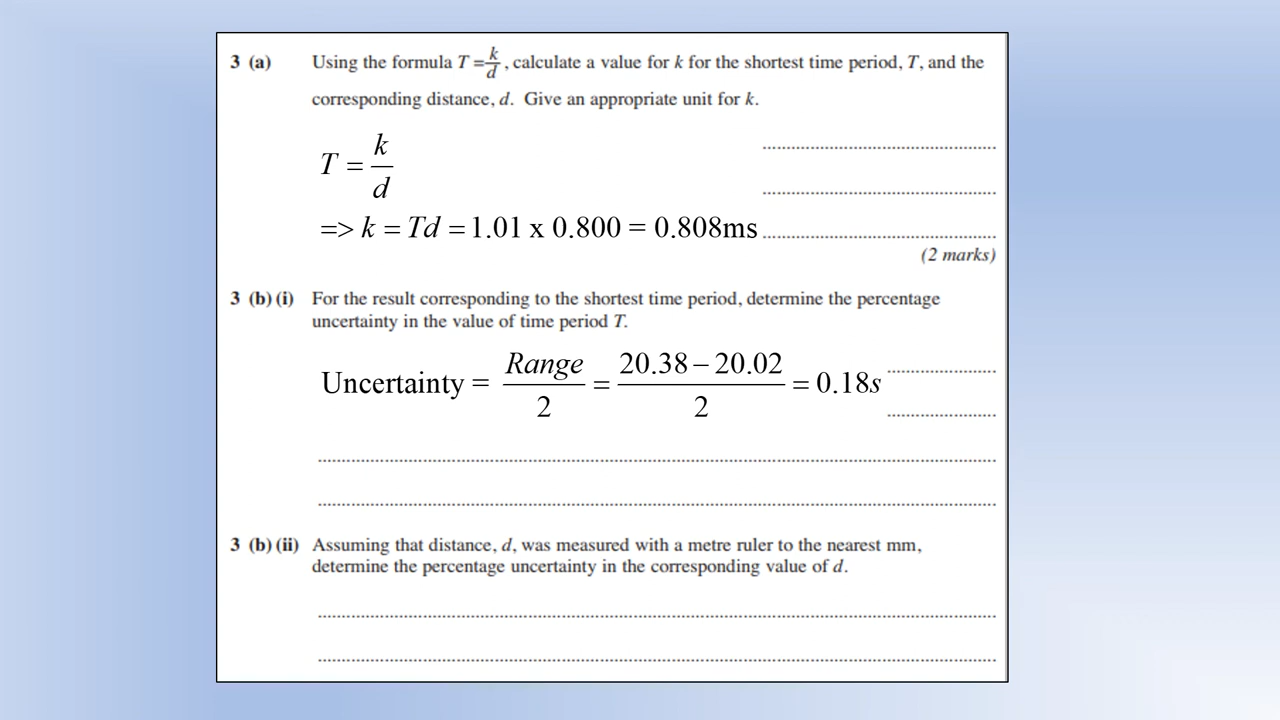 3 (a) Using the formula T = k/d, calculate a value for k for the shortest time period, T, and the
corresponding distance, d. Give an appropriate unit for k.
T = k/d
=> k = Td = 1.01 x 0.800 = 0.808ms
(2 marks)
3 (b) (i) For the result corresponding to the shortest time period, determine the percentage
uncertainty in the value of time period T.
Uncertainty = Range/2 = (20.38 – 20.02)/2 = 0.18s
3 (b) (ii) Assuming that distance, d, was measured with a metre ruler to the nearest mm,
determine the percentage uncertainty in the corresponding value of d.